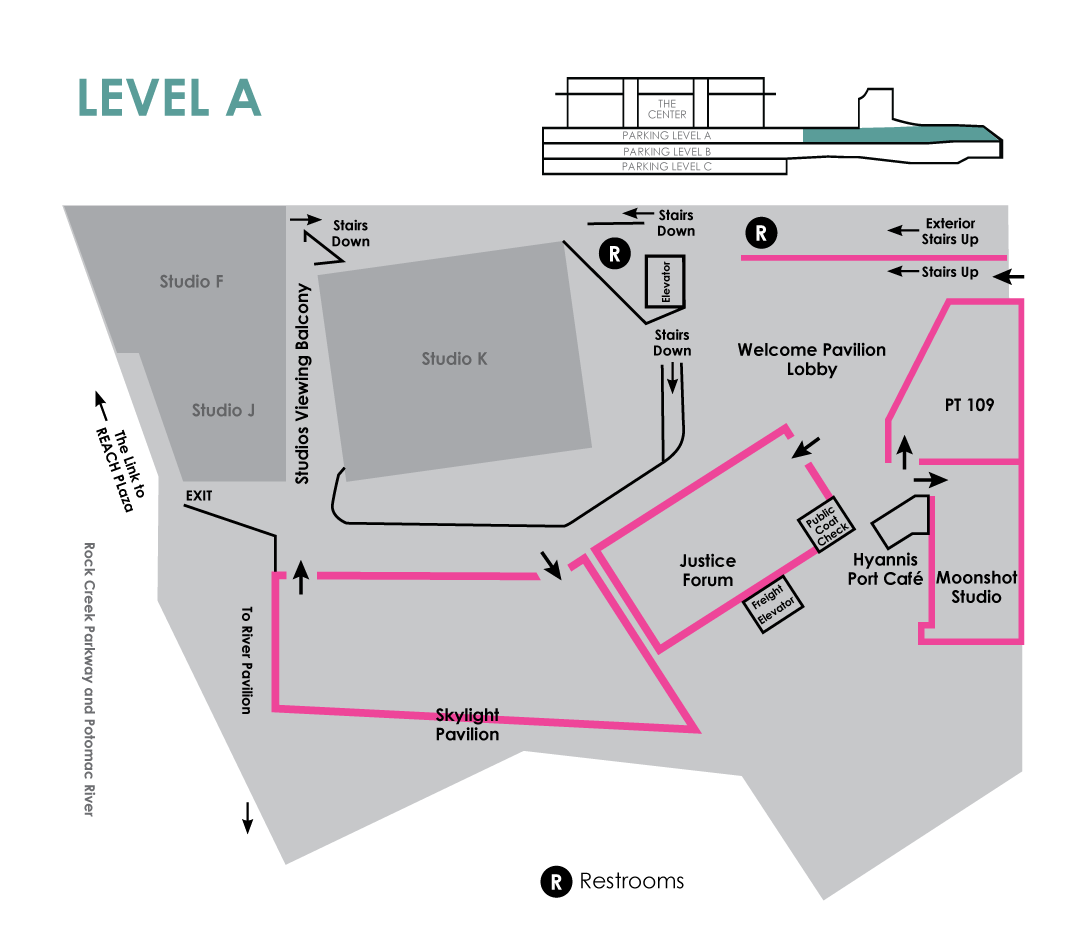 LEVEL A
THE
CENTER
PARKING LEVEL A
PARKING LEVEL B
PARKING LEVEL C
Stairs
Down
Stairs
Down
R
R
Exterior
Stairs Up
Stairs Up
Elevator
Studio F
Studios Viewing Balcony
Studio K
Stairs
Down
Welcome Pavilion
Lobby
Studio J
PT 109
The Link to
REACH Plaza
EXIT
Public
Coat
Check
Justice
Forum
Hyannis
Port Café
Moonshot
Studio
Freight
Elevator
Rock Creek Parkway and Potomac River
To River Pavilion
Skylight
Pavilion
R Restrooms